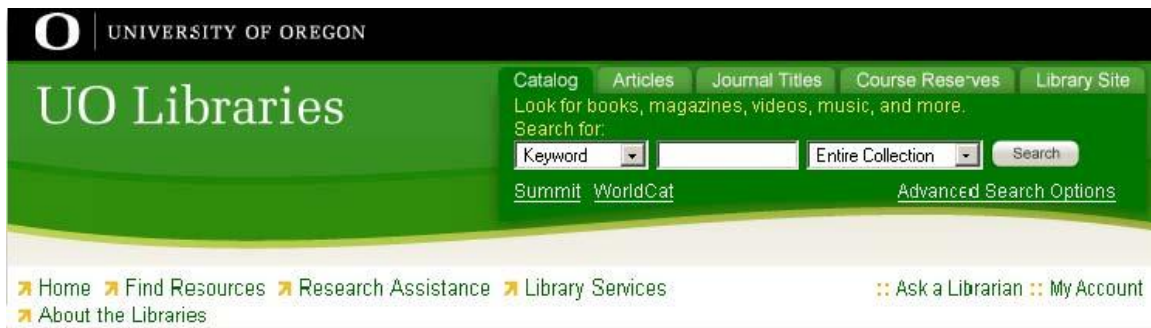 O UNIVERSITY OF OREGON
UO Libraries
Catalog Articles Journal Titles Course Reserves Library Site
Look for books, magazines, videos, music, and more.
Search for:
Keyword Entire Collection Search
Summit WorldCat Advanced Search Options
Home Find Resources Research Assistance Library Services :: Ask a Librarian :: My Account
About the Libraries